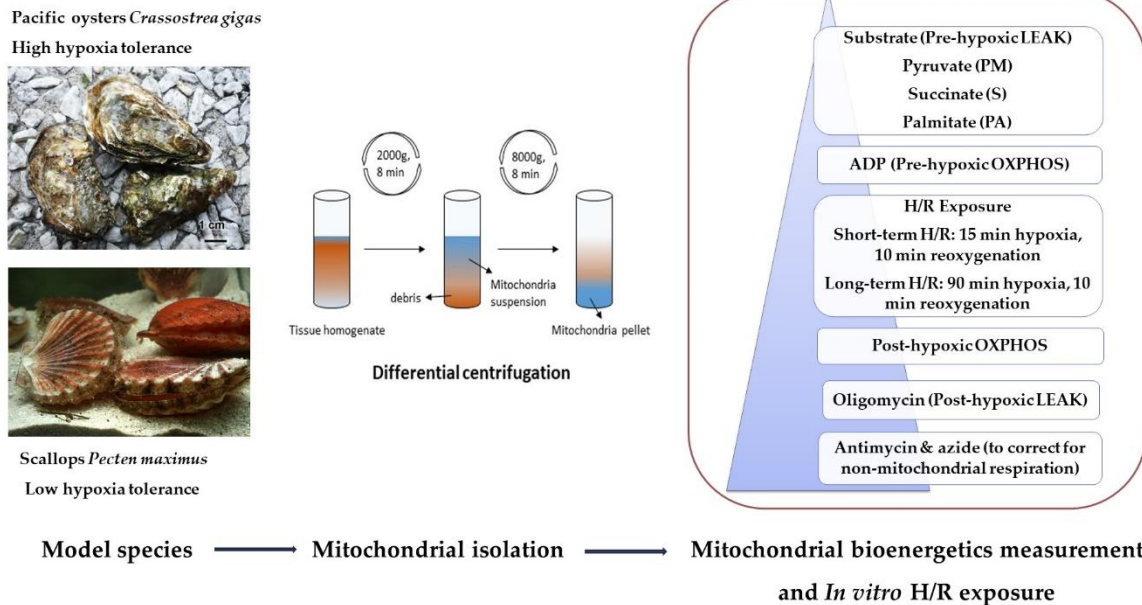 Pacific oysters Crassostrea gigas
High hypoxia tolerance
1 cm
Scallops Pecten maximus
Low hypoxia tolerance
2000g,
8 min
8000g,
8 min
debris
Mitochondria
suspension
Tissue homogenate
Mitochondria pellet
Differential centrifugation
Substrate (Pre-hypoxic LEAK)
Pyruvate (PM)
Succinate (S)
Palmitate (PA)
ADP (Pre-hypoxic OXPHOS)
H/R Exposure
Short-term H/R: 15 min hypoxia,
10 min reoxygenation
Long-term H/R: 90 min hypoxia, 10
min reoxygenation
Post-hypoxic OXPHOS
Oligomycin (Post-hypoxic LEAK)
Antimycin & azide (to correct for
non-mitochondrial respiration)
Model species
Mitochondrial isolation
Mitochondrial bioenergetics measurement
and In vitro H/R exposure